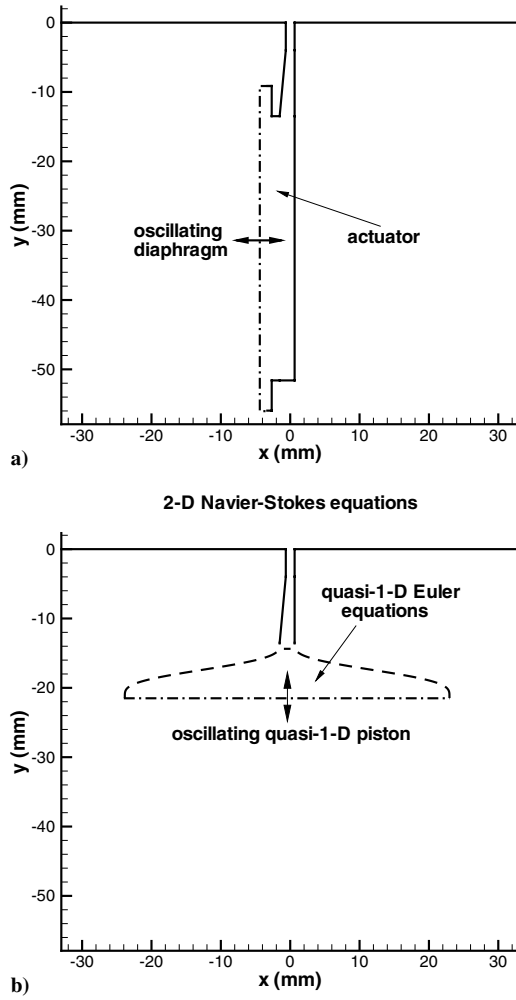 0
-10
-20
-30
-40
-50
y (mm)
oscillating
diaphragm
actuator
-30 -20 -10 0 10 20 30
x (mm)
a)
2-D Navier-Stokes equations
0
-10
-20
-30
-40
-50
y (mm)
quasi-1-D Euler
equations
oscillating quasi-1-D piston
-30 -20 -10 0 10 20 30
x (mm)
b)